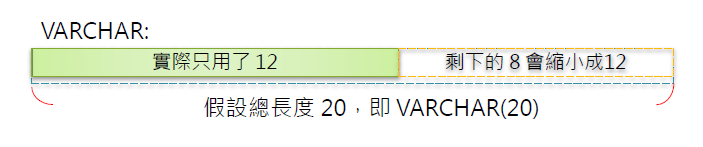 VARCHAR:
實際只用了 12
剩下的 8 會縮小成12
假設總長度 20，即 VARCHAR(20)